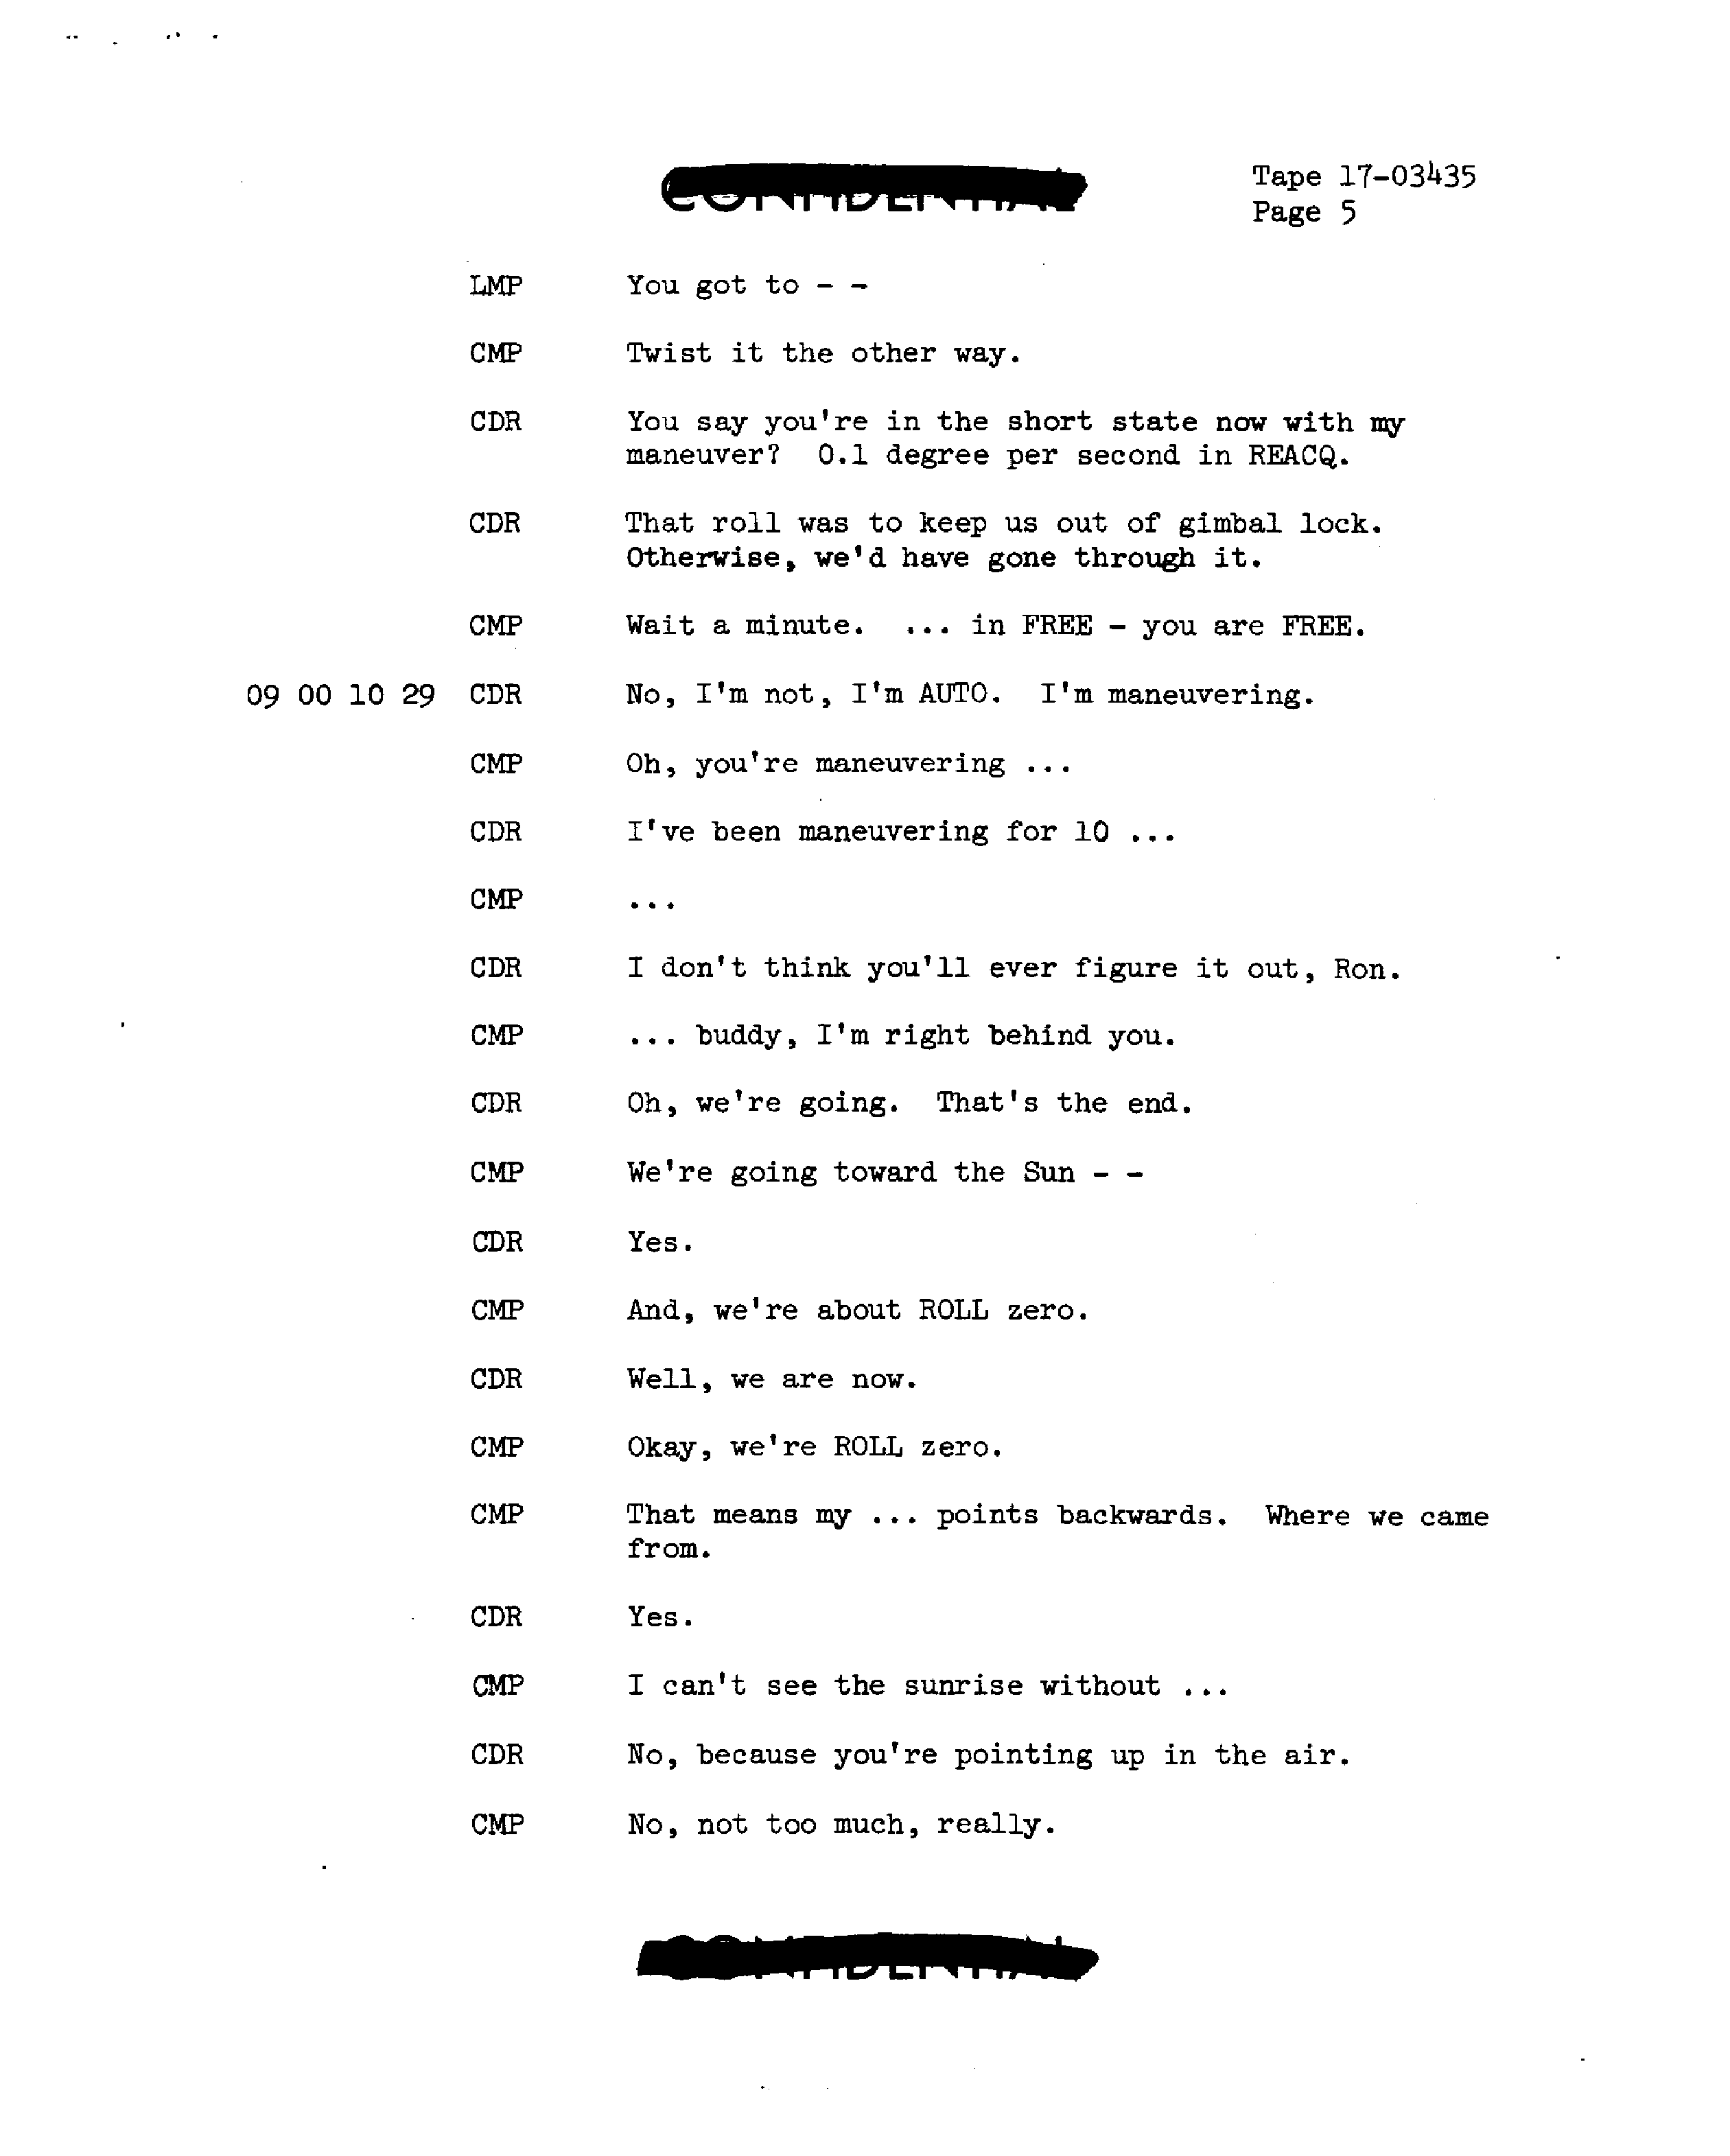 CONFIDENTIAL
Tape 17-03435
Page 5
LMP You got to - -
CMP Twist it the other way.
CDR You say you're in the short state now with my
maneuver? 0.1 degree per second in REACQ.
CDR That roll was to keep us out of gimbal lock.
Otherwise, we'd have gone through it.
CMP Wait a minute. ... in FREE - you are FREE.
09 00 10 29 CDR No, I'm not, I'm AUTO. I'm maneuvering.
CMP Oh, you're maneuvering ...
CDR I've been maneuvering for 10 ...
CMP ...
CDR I don't think you'll ever figure it out, Ron.
CMP ... buddy, I'm right behind you.
CDR Oh, we're going. That's the end.
CMP We're going toward the Sun - -
CDR Yes.
CMP And, we're about ROLL zero.
CDR Well, we are now.
CMP Okay, we're ROLL zero.
CMP That means my ... points backwards. Where we came
from.
CDR Yes.
CMP I can't see the sunrise without ...
CDR No, because you're pointing up in the air.
CMP No, not too much, really.
CONFIDENTIAL